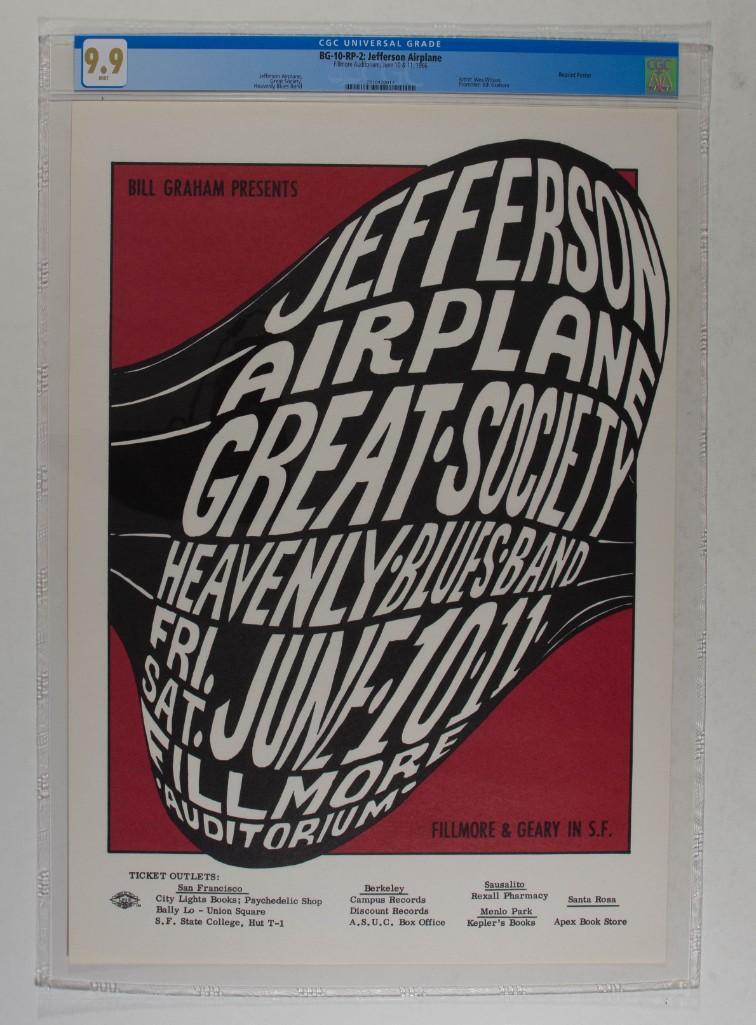 CGC UNIVERSAL GRADE
9.9
MINT
BG-10-RP-2: Jefferson Airplane
Fillmore Auditorium, June 10 & 11, 1966
Jefferson Airplane,
Great Society,
Heavenly Blues Band
Artist: Wes Wilson
Promoter: Bill Graham
Reprint Poster
CGC
BILL GRAHAM PRESENTS
JEFFERSON
AIRPLANE
GREAT·SOCIETY
HEAVENLY·BLUES·BAND
FRI.
SAT. JUNE·10·11·
FILLMORE
·AUDITORIUM·
FILLMORE & GEARY IN S.F.
TICKET OUTLETS:
San Francisco
City Lights Books; Psychedelic Shop
Bally Lo - Union Square
S.F. State College, Hut T-1
Berkeley
Campus Records
Discount Records
A.S.U.C. Box Office
Sausalito
Rexall Pharmacy
Menlo Park
Kepler's Books
Santa Rosa
Apex Book Store